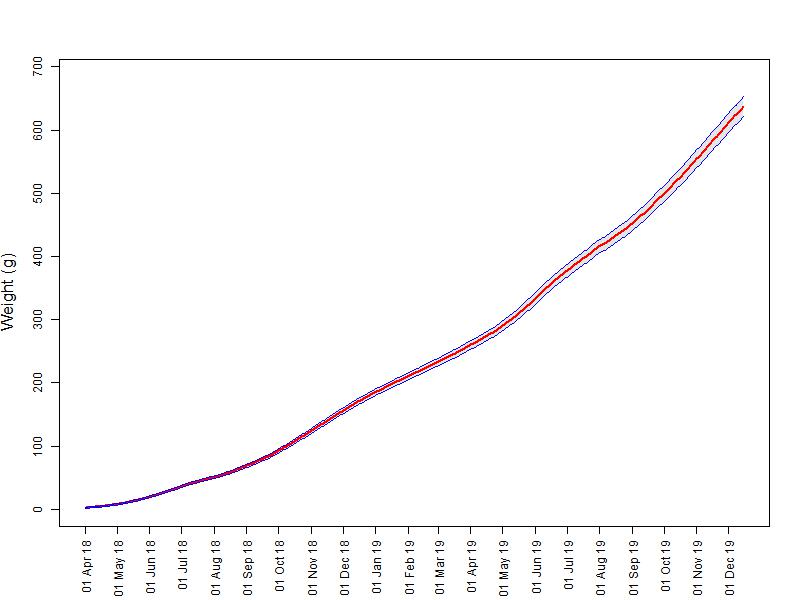 Weight (g)
700
600
500
400
300
200
100
0
01 Apr 18
01 May 18
01 Jun 18
01 Jul 18
01 Aug 18
01 Sep 18
01 Oct 18
01 Nov 18
01 Dec 18
01 Jan 19
01 Feb 19
01 Mar 19
01 Apr 19
01 May 19
01 Jun 19
01 Jul 19
01 Aug 19
01 Sep 19
01 Oct 19
01 Nov 19
01 Dec 19